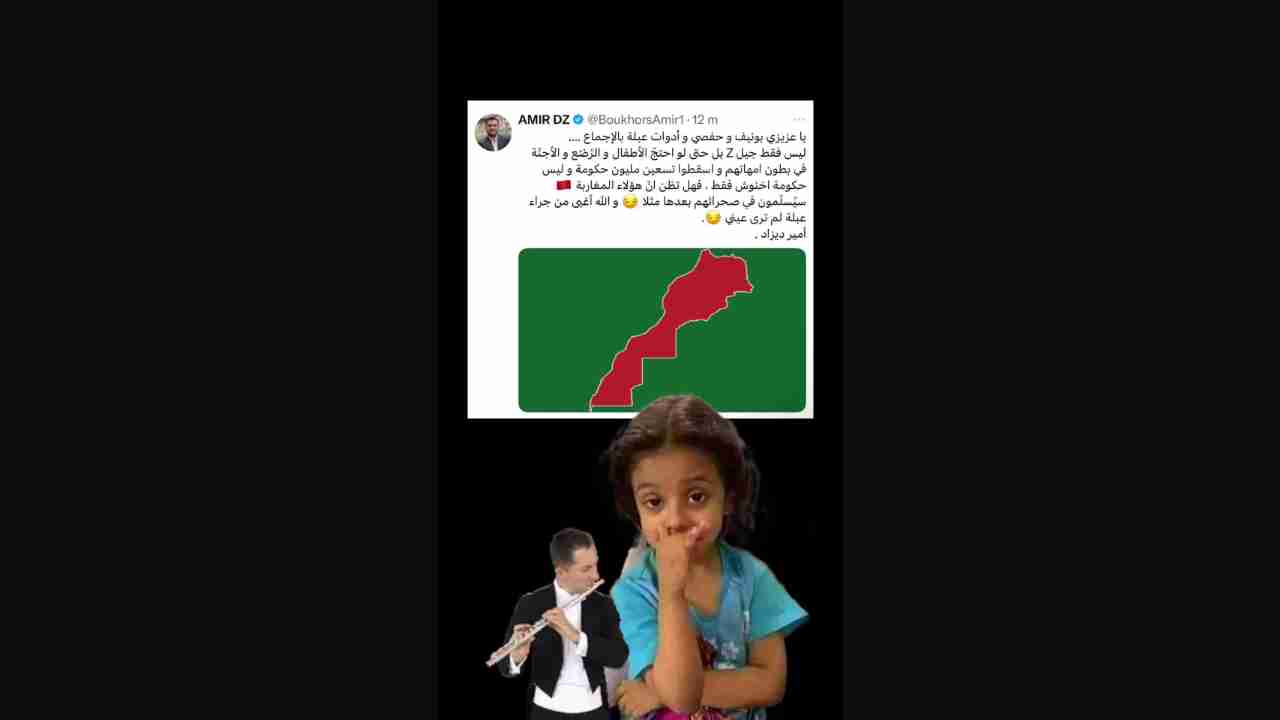 AMIR DZ @BoukhorsAmir1 · 12 m
يا عزيزي بونيف و حفصي و أدوات عبلة بالإجماع ....
ليس فقط جيل Z بل حتى لو احتجّ الأطفال و الرّضع و الأجنّة
في بطون امهاتهم و اسقطوا تسعين مليون حكومة و ليس
حكومة اخنوش فقط . فهل تظن انّ هؤلاء المغاربة 🇲🇦
سيُسلّمون في صحرائهم بعدها مثلا 😏 و الله أغبى من جراء
عبلة لم ترى عيني 😏.
أمير ديزاد .